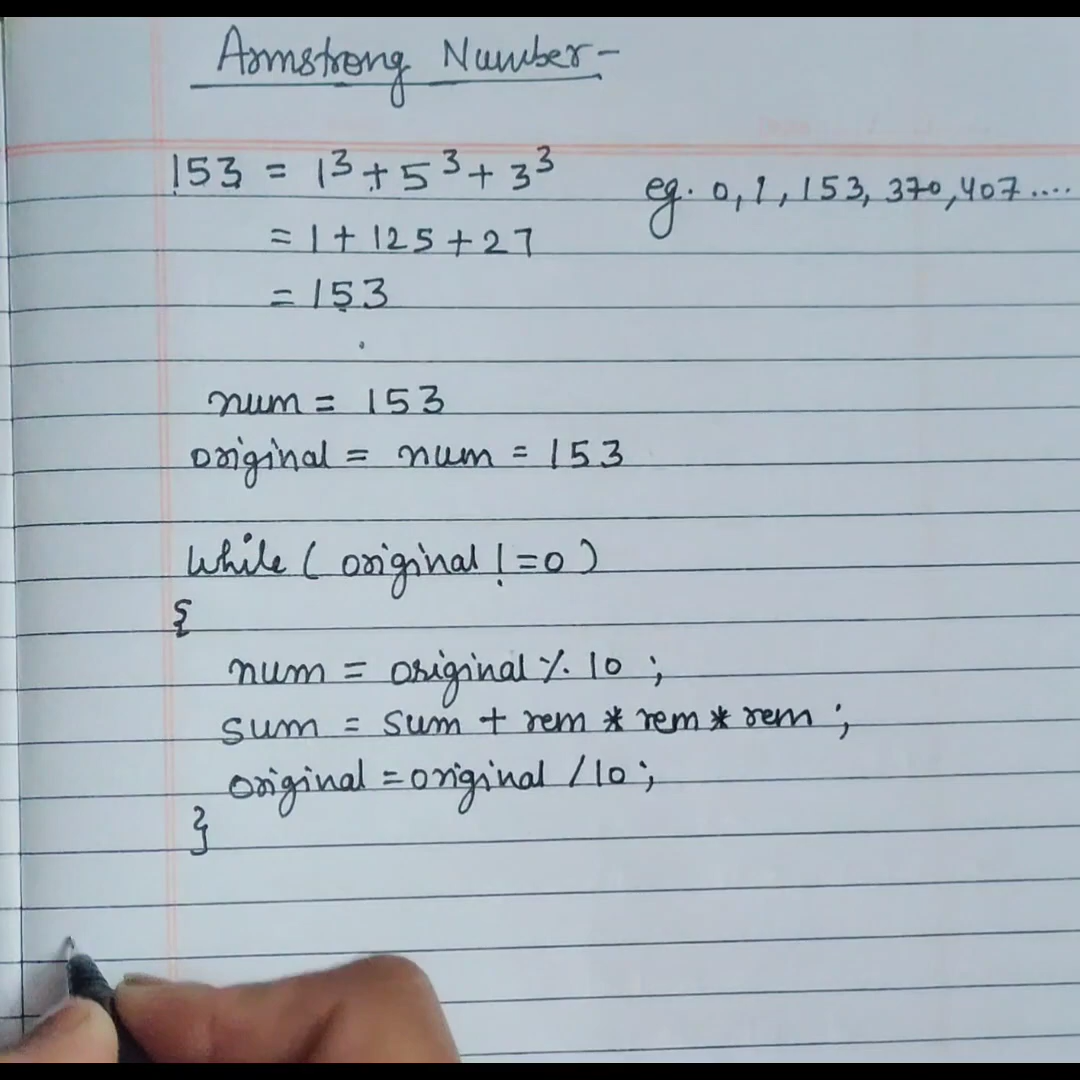 Armstrong Number-
153 = 1³ + 5³ + 3³
eg. 0, 1, 153, 370, 407 ....
= 1 + 125 + 27
= 153
num = 153
original = num = 153
while ( original != 0 )
{
num = original % 10 ;
sum = sum + rem * rem * rem ;
original = original / 10 ;
}